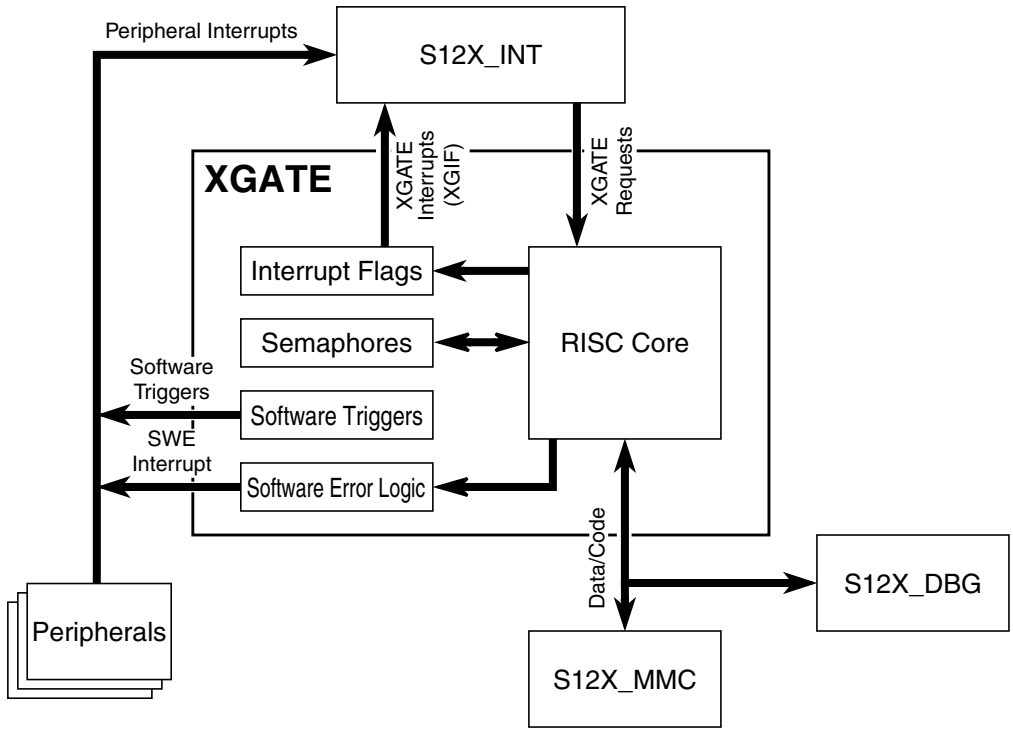 Peripheral Interrupts
S12X_INT
XGATE
XGATE
Interrupts
(XGIF)
XGATE
Requests
Interrupt Flags
Semaphores
RISC Core
Software
Triggers
Software Triggers
SWE
Interrupt
Software Error Logic
Data/Code
S12X_DBG
Peripherals
S12X_MMC